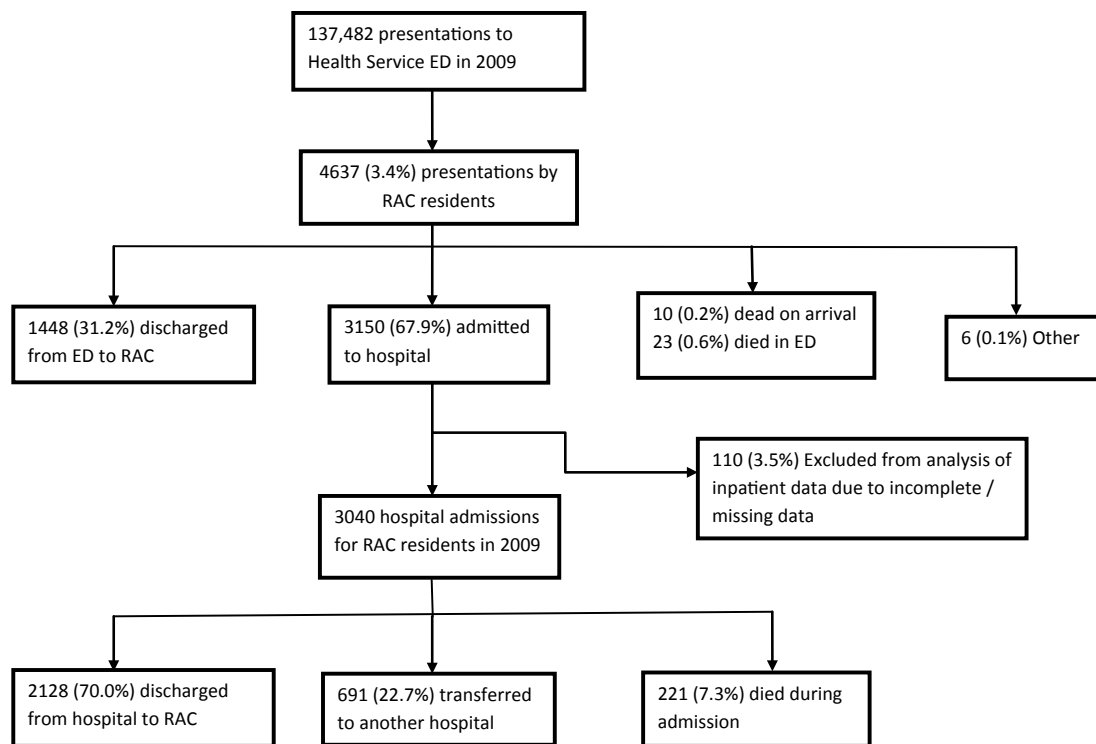 137,482 presentations to
Health Service ED in 2009
4637 (3.4%) presentations by
RAC residents
1448 (31.2%) discharged
from ED to RAC
3150 (67.9%) admitted
to hospital
10 (0.2%) dead on arrival
23 (0.6%) died in ED
6 (0.1%) Other
110 (3.5%) Excluded from analysis of
inpatient data due to incomplete /
missing data
3040 hospital admissions
for RAC residents in 2009
2128 (70.0%) discharged
from hospital to RAC
691 (22.7%) transferred
to another hospital
221 (7.3%) died during
admission